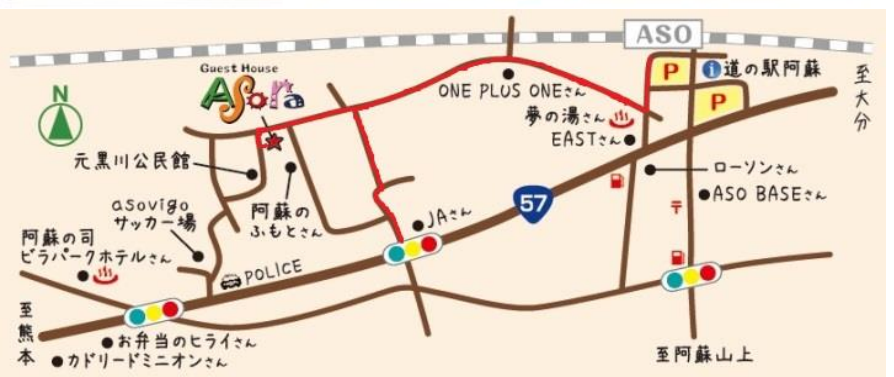 ASO
P
i道の駅阿蘇
P
至大分
N
Guest House
ASora
ONE PLUS ONEさん
夢の湯さん
EASTさん
元黒川公民館
asovigo
サッカー場
阿蘇の
ふもとさん
ローソンさん
ASO BASEさん
〒
57
JAさん
阿蘇の司
ビラパークホテルさん
POLICE
至熊本
お弁当のヒライさん
カドリードミニオンさん
至阿蘇山上